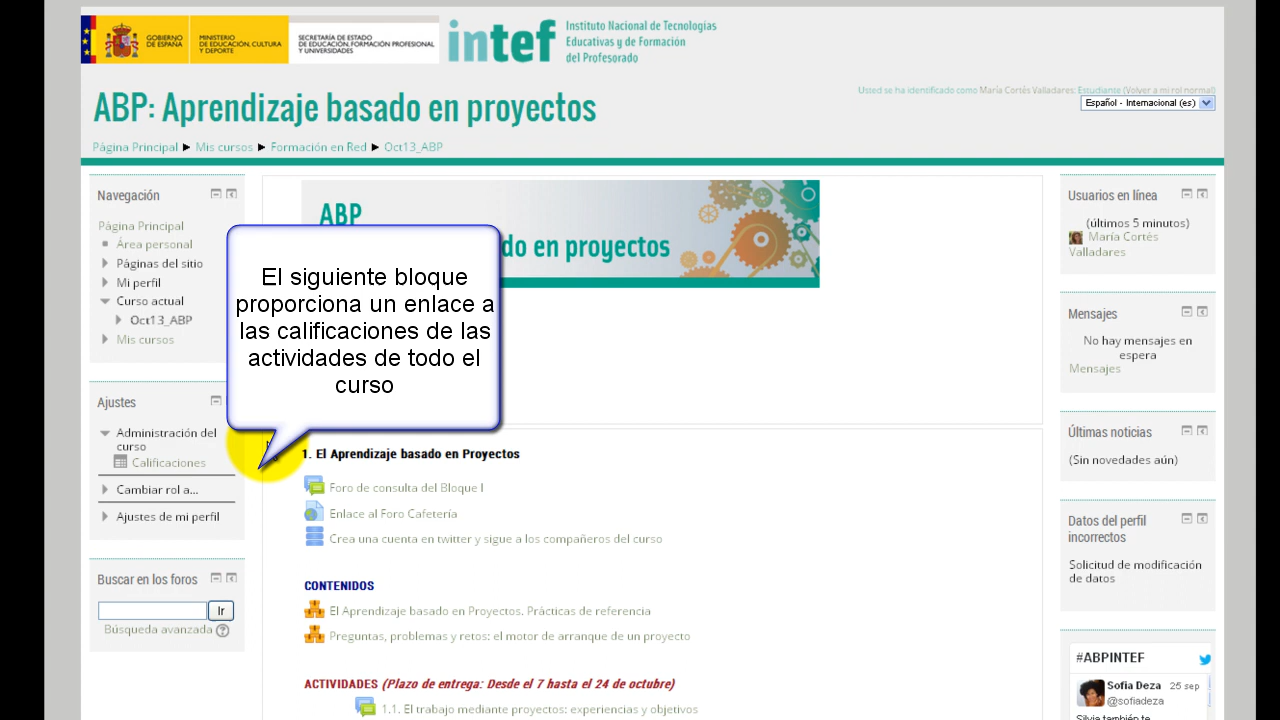 GOBIERNO
DE ESPAÑA
MINISTERIO
DE EDUCACIÓN, CULTURA
Y DEPORTE
SECRETARÍA DE ESTADO
DE EDUCACIÓN, FORMACIÓN PROFESIONAL
Y UNIVERSIDADES
intef
Instituto Nacional de Tecnologías
Educativas y de Formación
del Profesorado
Usted se ha identificado como María Cortés Valladares: Estudiante (Volver a mi rol normal)
Español - Internacional (es)
ABP: Aprendizaje basado en proyectos
Página Principal ► Mis cursos ► Formación en Red ► Oct13_ABP
Navegación
Página Principal
Área personal
Páginas del sitio
Mi perfil
Curso actual
Oct13_ABP
Mis cursos
Ajustes
Administración del
curso
Calificaciones
Cambiar rol a...
Ajustes de mi perfil
Buscar en los foros
Ir
Búsqueda avanzada
ABP
do en proyectos
El siguiente bloque
proporciona un enlace a
las calificaciones de las
actividades de todo el
curso
1. El Aprendizaje basado en Proyectos
Foro de consulta del Bloque I
Enlace al Foro Cafetería
Crea una cuenta en twitter y sigue a los compañeros del curso
CONTENIDOS
El Aprendizaje basado en Proyectos. Prácticas de referencia
Preguntas, problemas y retos: el motor de arranque de un proyecto
ACTIVIDADES (Plazo de entrega: Desde el 7 hasta el 24 de octubre)
1.1. El trabajo mediante proyectos: experiencias y objetivos
Usuarios en línea
(últimos 5 minutos)
María Cortés
Valladares
Mensajes
No hay mensajes en
espera
Mensajes
Últimas noticias
(Sin novedades aún)
Datos del perfil
incorrectos
Solicitud de modificación
de datos
#ABPINTEF
Sofia Deza 25 sep
@sofiadeza
Silvia también te